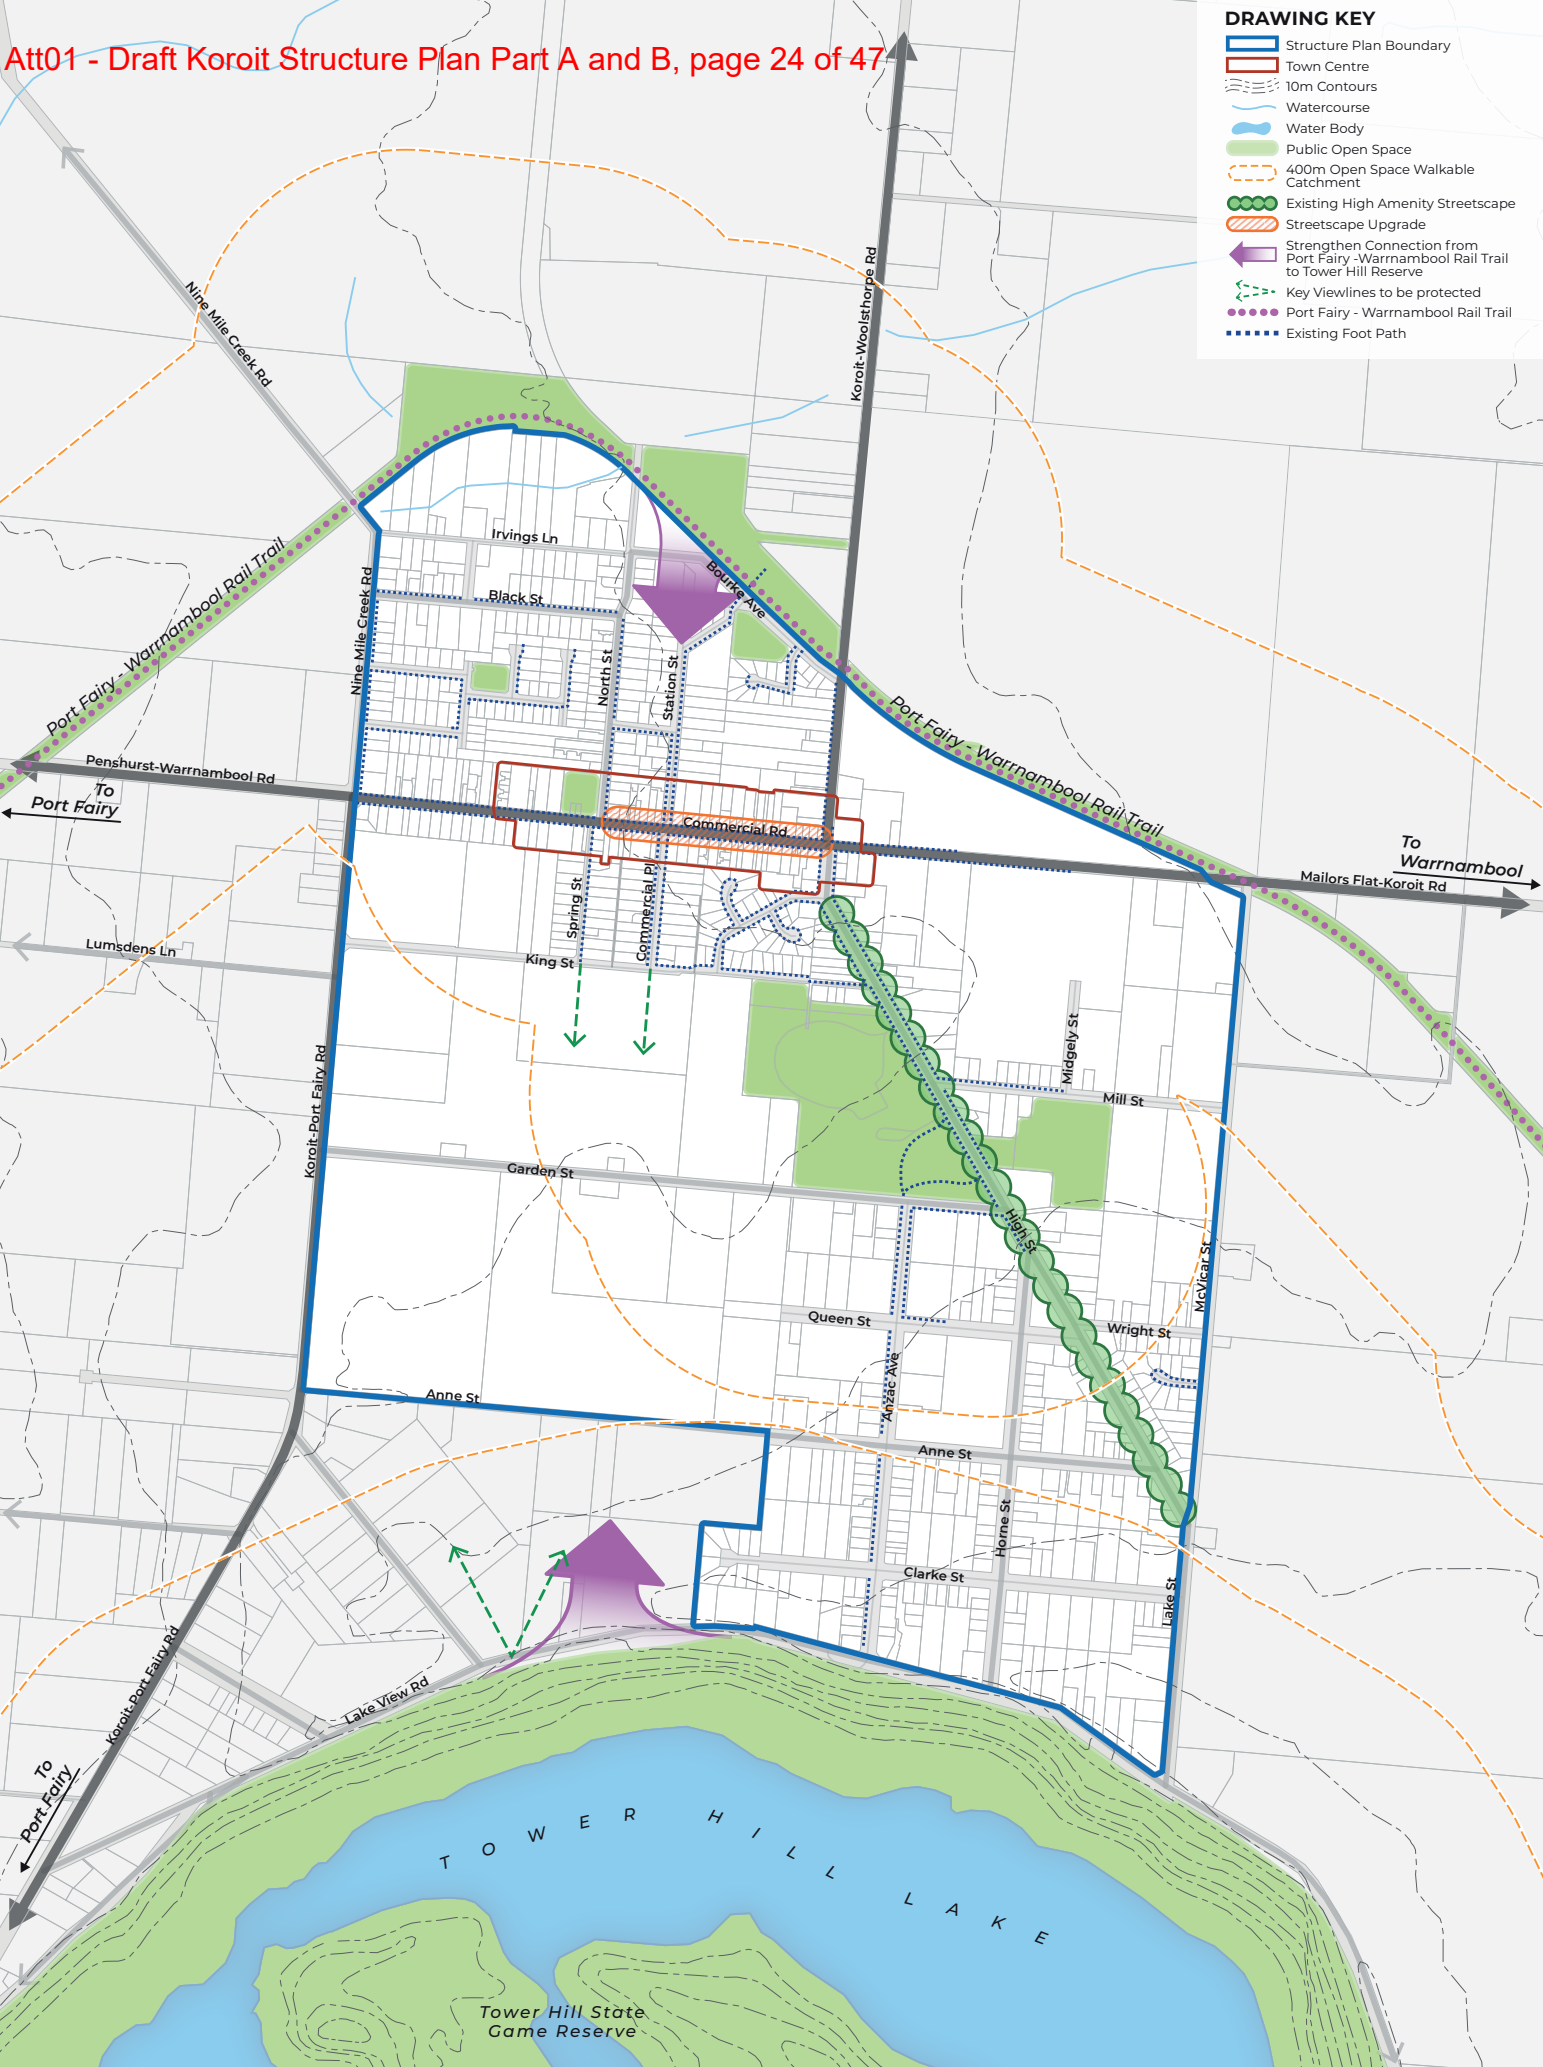 Att01 - Draft Koroit Structure Plan Part A and B, page 24 of 47
DRAWING KEY
Structure Plan Boundary
Town Centre
10m Contours
Watercourse
Water Body
Public Open Space
400m Open Space Walkable
Catchment
Existing High Amenity Streetscape
Streetscape Upgrade
Strengthen Connection from
Port Fairy -Warrnambool Rail Trail
to Tower Hill Reserve
Key Viewlines to be protected
Port Fairy - Warrnambool Rail Trail
Existing Foot Path
Nine Mile Creek Rd
Koroit-Woolsthorpe Rd
Irvings Ln
Port Fairy - Warrnambool Rail Trail
Nine Mile Creek Rd
Black St
Bourke Ave
North St
Station St
Port Fairy - Warrnambool Rail Trail
Penshurst-Warrnambool Rd
To
Port Fairy
Commercial Rd
To
Warrnambool
Mailors Flat-Koroit Rd
Spring St
Commercial Pl
Lumsdens Ln
King St
Koroit-Port Fairy Rd
Midgely St
Mill St
Garden St
High St
McVicar St
Queen St
Wright St
Anzac Ave
Anne St
Anne St
Horne St
Clarke St
Lake St
Koroit-Port Fairy Rd
Lake View Rd
To
Port Fairy
TOWER HILL LAKE
Tower Hill State
Game Reserve